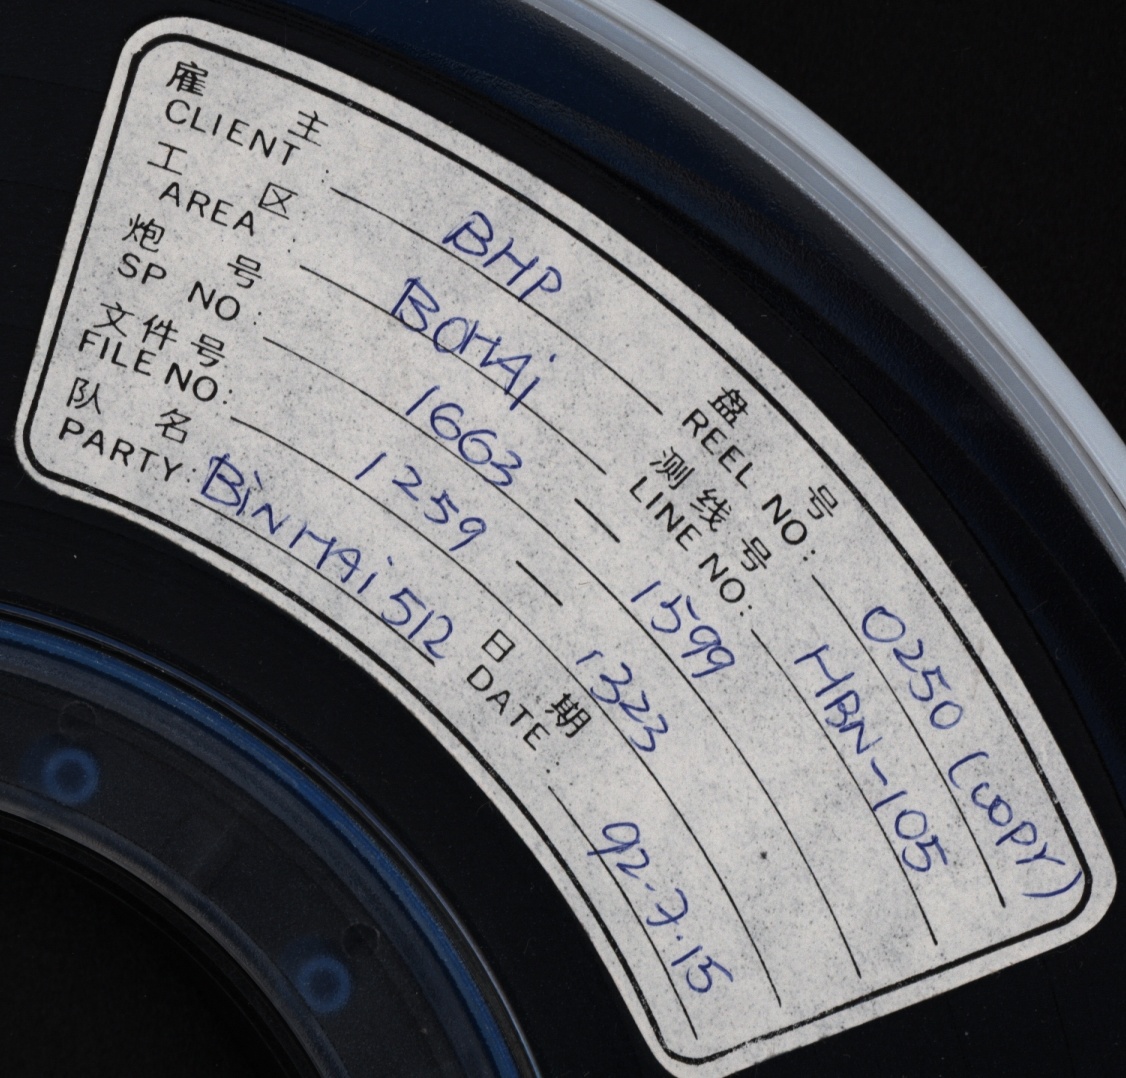 雇主 盘号
CLIENT: BHP REEL NO: 0250 (COPY)
工区 测线号
AREA: BOHAi LINE NO: HBN-105
炮号
SP NO: 1663 — 1599
文件号
FILE NO: 1259 — 1323
队名 日期
PARTY: BiNHAi 512 DATE: 92.7.15